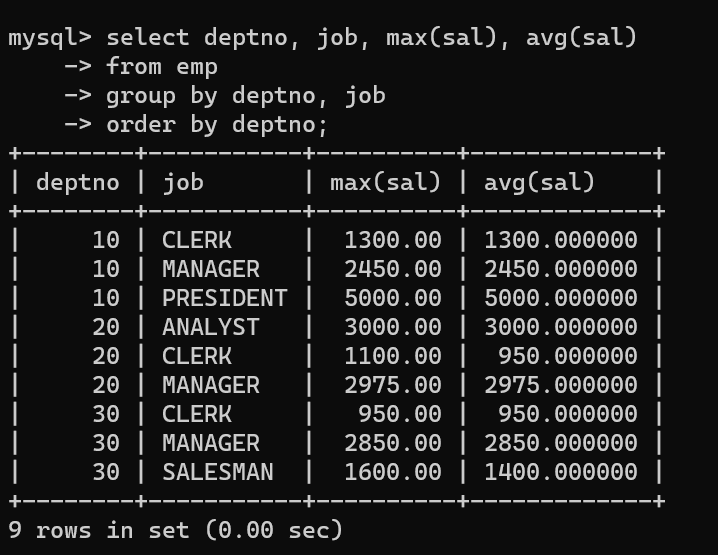 mysql> select deptno, job, max(sal), avg(sal)
    -> from emp
    -> group by deptno, job
    -> order by deptno;
+--------+-----------+----------+-------------+
| deptno | job       | max(sal) | avg(sal)    |
+--------+-----------+----------+-------------+
|     10 | CLERK     |  1300.00 | 1300.000000 |
|     10 | MANAGER   |  2450.00 | 2450.000000 |
|     10 | PRESIDENT |  5000.00 | 5000.000000 |
|     20 | ANALYST   |  3000.00 | 3000.000000 |
|     20 | CLERK     |  1100.00 |  950.000000 |
|     20 | MANAGER   |  2975.00 | 2975.000000 |
|     30 | CLERK     |   950.00 |  950.000000 |
|     30 | MANAGER   |  2850.00 | 2850.000000 |
|     30 | SALESMAN  |  1600.00 | 1400.000000 |
+--------+-----------+----------+-------------+
9 rows in set (0.00 sec)